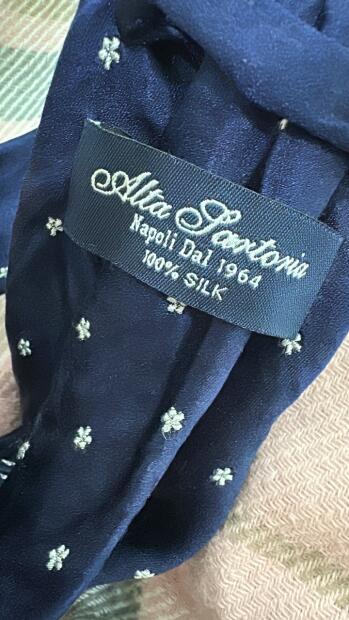 Alta Sartoria
Napoli Dal 1964
100% SILK